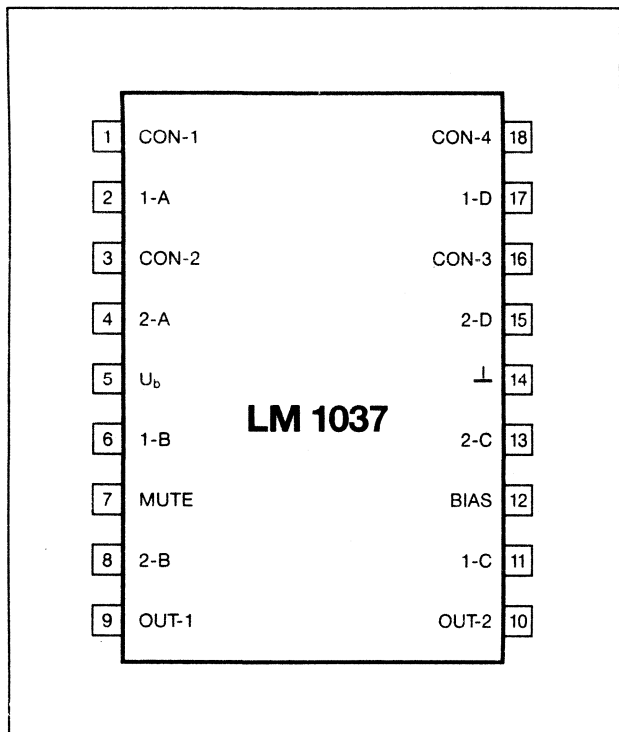 1 CON-1 CON-4 18
2 1-A 1-D 17
3 CON-2 CON-3 16
4 2-A 2-D 15
5 U_b ⊥ 14
LM 1037
6 1-B 2-C 13
7 MUTE BIAS 12
8 2-B 1-C 11
9 OUT-1 OUT-2 10